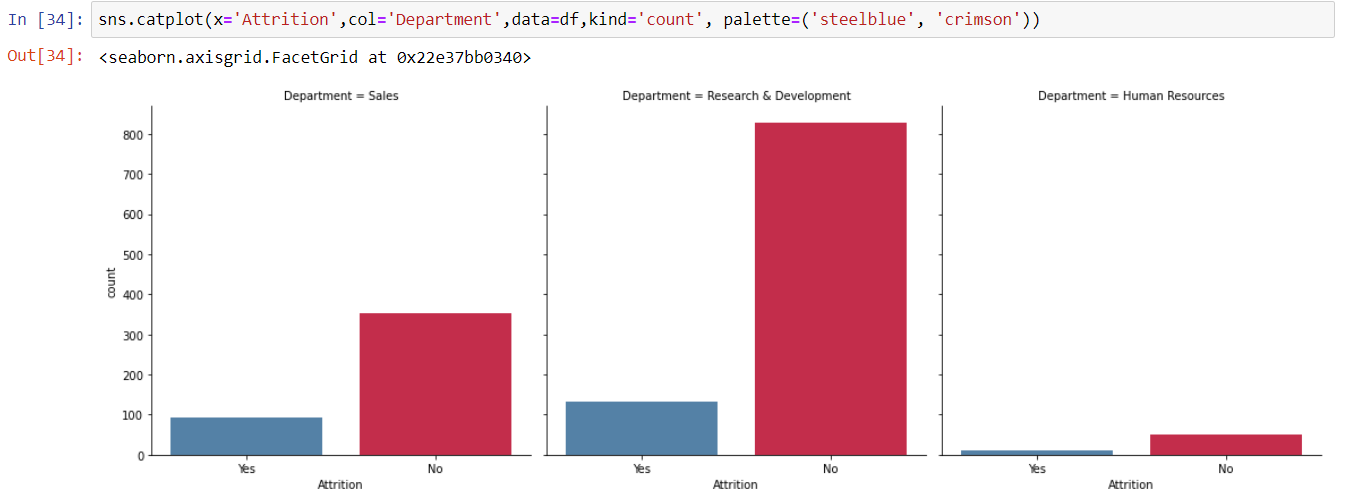 In [34]: sns.catplot(x='Attrition',col='Department',data=df,kind='count', palette=('steelblue', 'crimson'))
Out[34]: <seaborn.axisgrid.FacetGrid at 0x22e37bb0340>
Department = Sales
Department = Research & Development
Department = Human Resources
800
700
600
500
400
300
200
100
0
count
Yes
No
Attrition
Yes
No
Attrition
Yes
No
Attrition